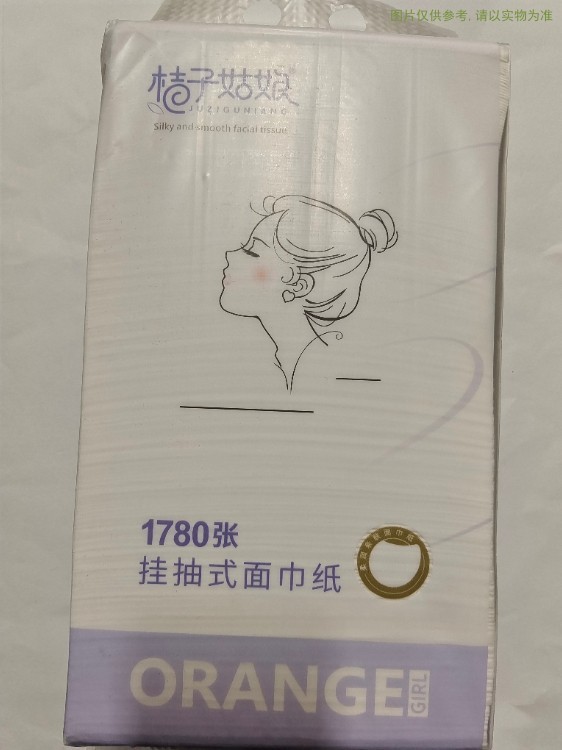 图片仅供参考, 请以实物为准
桔子姑娘
JUZIGUNIANG
Silky and smooth facial tissue
1780张
挂抽式面巾纸
ORANGE
GIRL